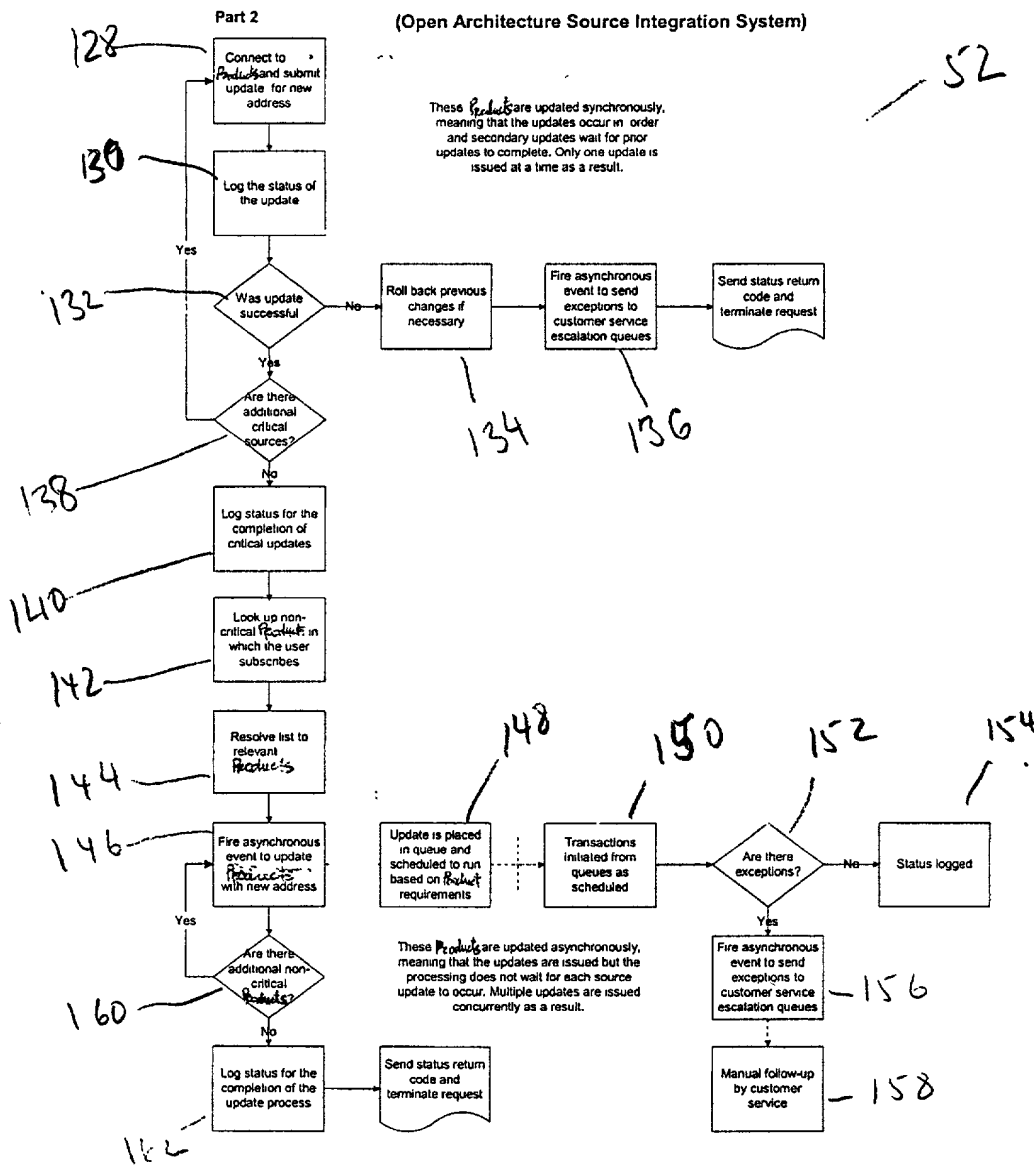 Part 2
(Open Architecture Source Integration System)
128
52
Connect to
Products and submit
update for new
address
These Products are updated synchronously,
meaning that the updates occur in order
and secondary updates wait for prior
updates to complete. Only one update is
issued at a time as a result.
130
Log the status of
the update
Yes
132
Was update
successful
No
Roll back previous
changes if
necessary
Fire asynchronous
event to send
exceptions to
customer service
escalation queues
Send status return
code and
terminate request
Yes
134
136
Are there
additional
critical
sources?
138
No
Log status for the
completion of
critical updates
140
Look up non-
critical Product in
which the user
subscribes
142
Resolve list to
relevant
Products
144
148
150
152
154
146
Fire asynchronous
event to update
Products
with new address
Update is placed
in queue and
scheduled to run
based on Product
requirements
Transactions
initiated from
queues as
scheduled
Are there
exceptions?
No
Status logged
Yes
Yes
Are there
additional non-
critical
Products?
160
These Products are updated asynchronously,
meaning that the updates are issued but the
processing does not wait for each source
update to occur. Multiple updates are issued
concurrently as a result.
Fire asynchronous
event to send
exceptions to
customer service
escalation queues
156
No
Log status for the
completion of the
update process
Send status return
code and
terminate request
Manual follow-up
by customer
service
158